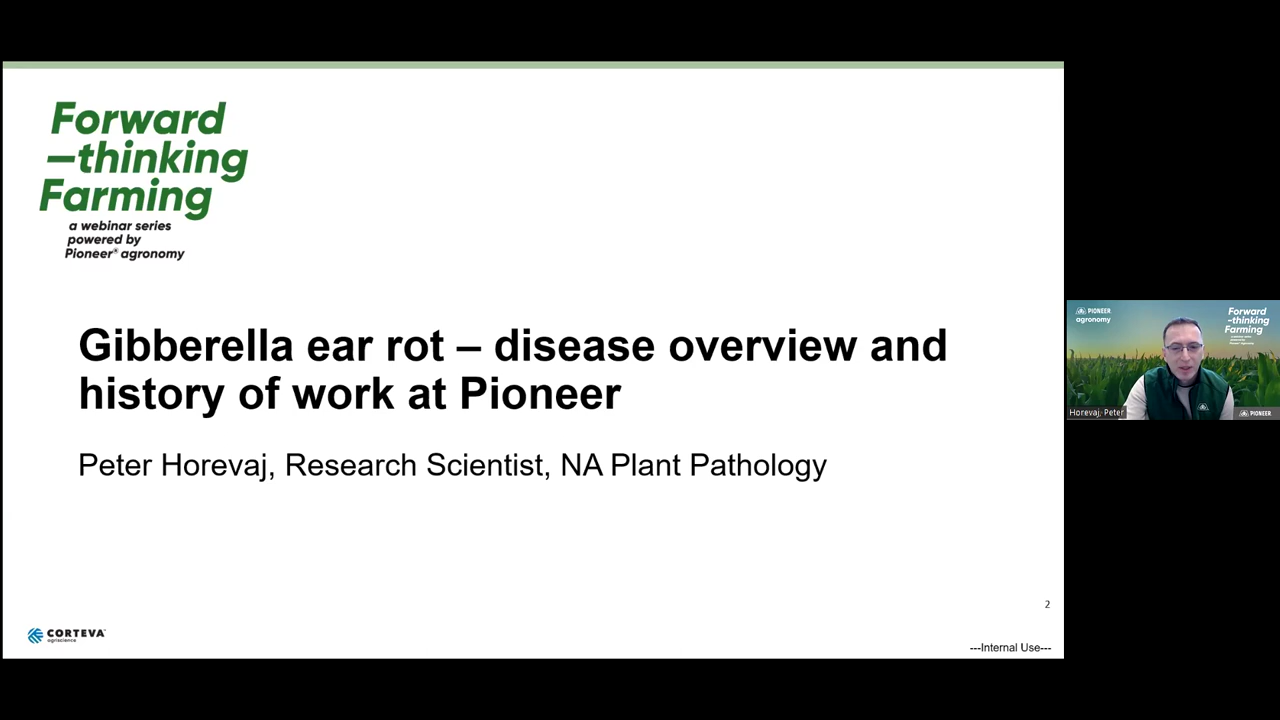 Forward
–thinking
Farming
a webinar series
powered by
Pioneer® agronomy
Gibberella ear rot – disease overview and
history of work at Pioneer
Peter Horevaj, Research Scientist, NA Plant Pathology
2
CORTEVA™
agriscience
---Internal Use---
PIONEER
agronomy
Forward
–thinking
Farming
Horevaj, Peter
PIONEER